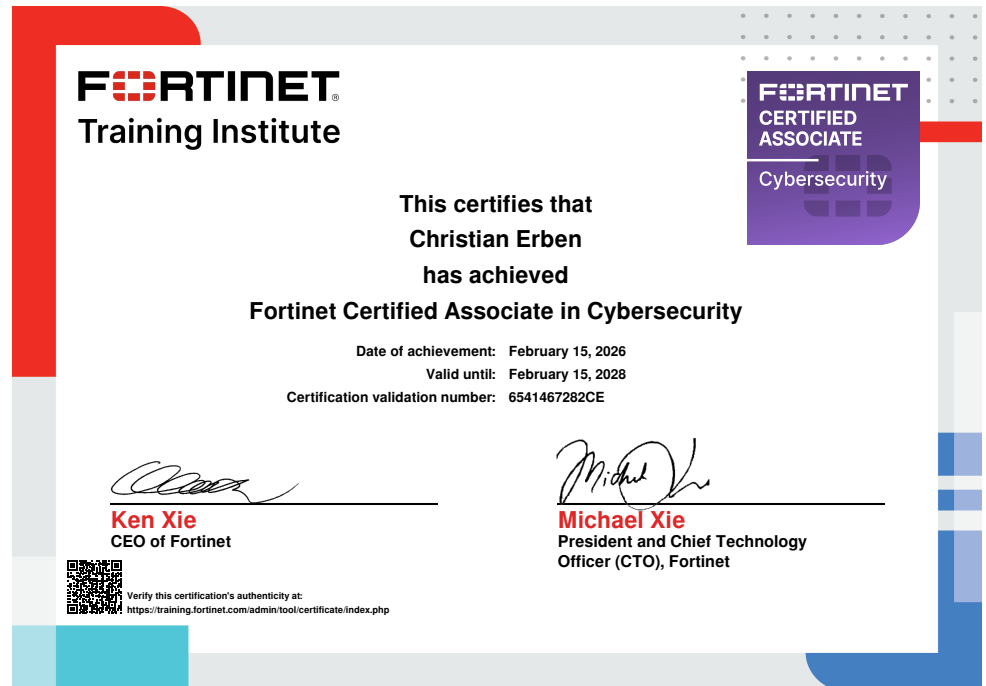 FORTINET®
Training Institute
FORTINET
CERTIFIED
ASSOCIATE
Cybersecurity
This certifies that
Christian Erben
has achieved
Fortinet Certified Associate in Cybersecurity
Date of achievement: February 15, 2026
Valid until: February 15, 2028
Certification validation number: 6541467282CE
Ken Xie
CEO of Fortinet
Michael Xie
President and Chief Technology
Officer (CTO), Fortinet
Verify this certification's authenticity at:
https://training.fortinet.com/admin/tool/certificate/index.php